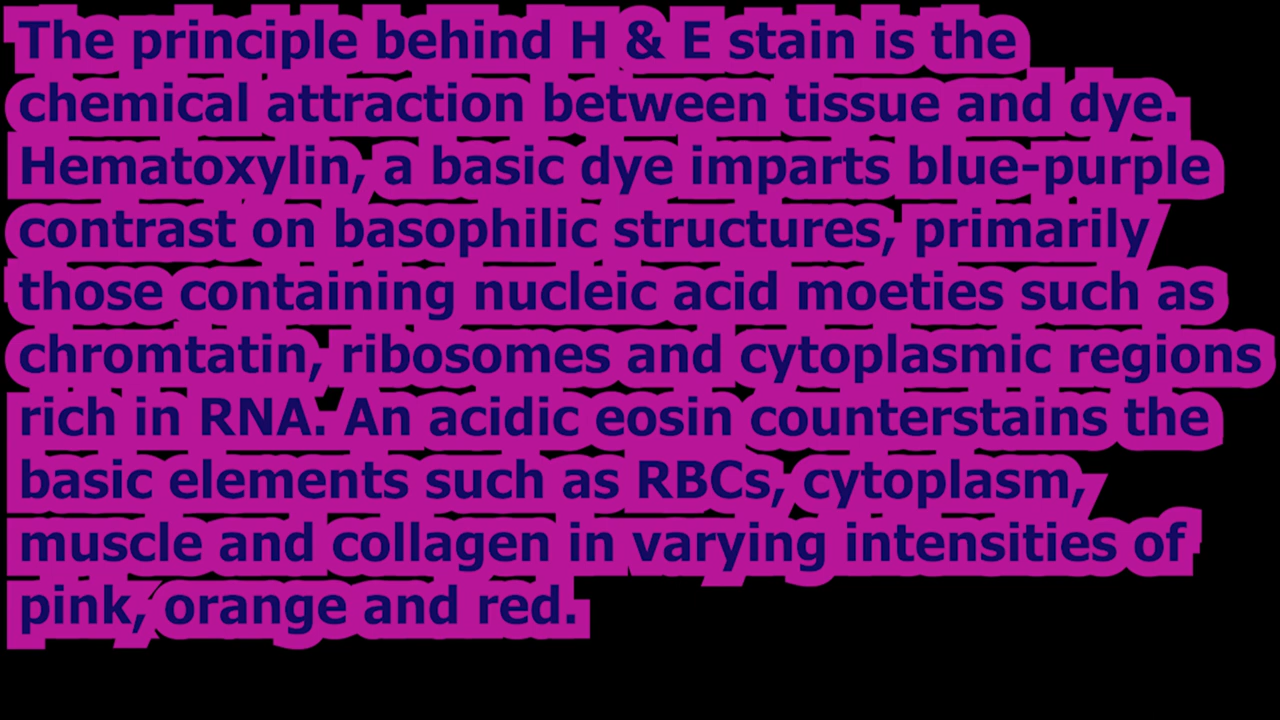 The principle behind H & E stain is the
chemical attraction between tissue and dye.
Hematoxylin, a basic dye imparts blue-purple
contrast on basophilic structures, primarily
those containing nucleic acid moeties such as
chromtatin, ribosomes and cytoplasmic regions
rich in RNA. An acidic eosin counterstains the
basic elements such as RBCs, cytoplasm,
muscle and collagen in varying intensities of
pink, orange and red.